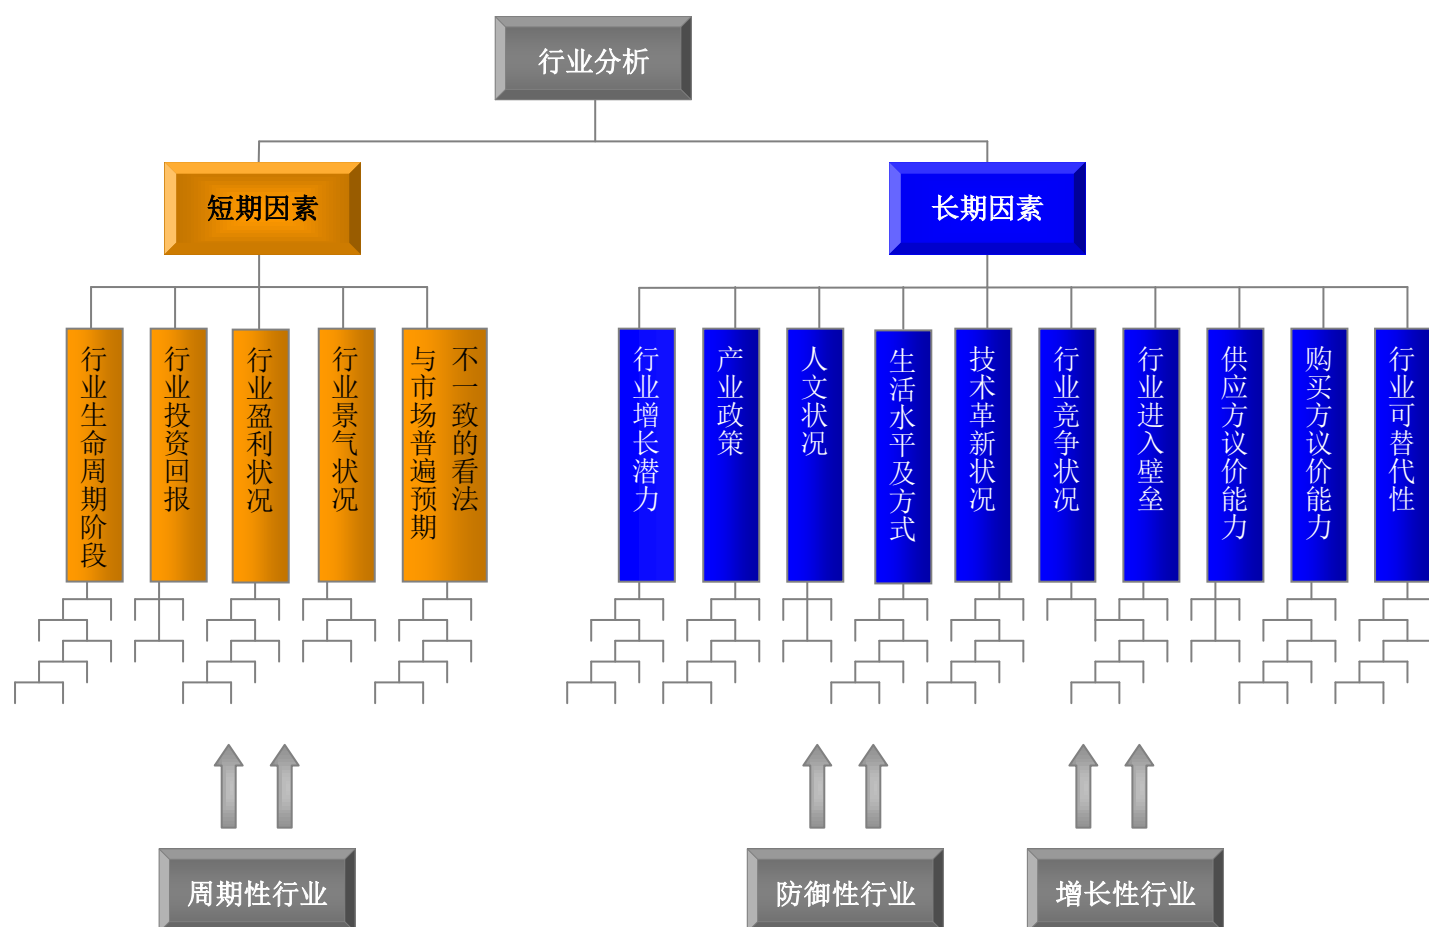 行业分析
短期因素
长期因素
行业生命周期阶段
行业投资回报
行业盈利状况
行业景气状况
与市场普遍预期
不一致的看法
行业增长潜力
产业政策
人文状况
生活水平及方式
技术革新状况
行业竞争状况
行业进入壁垒
供应方议价能力
购买方议价能力
行业可替代性
周期性行业
防御性行业
增长性行业